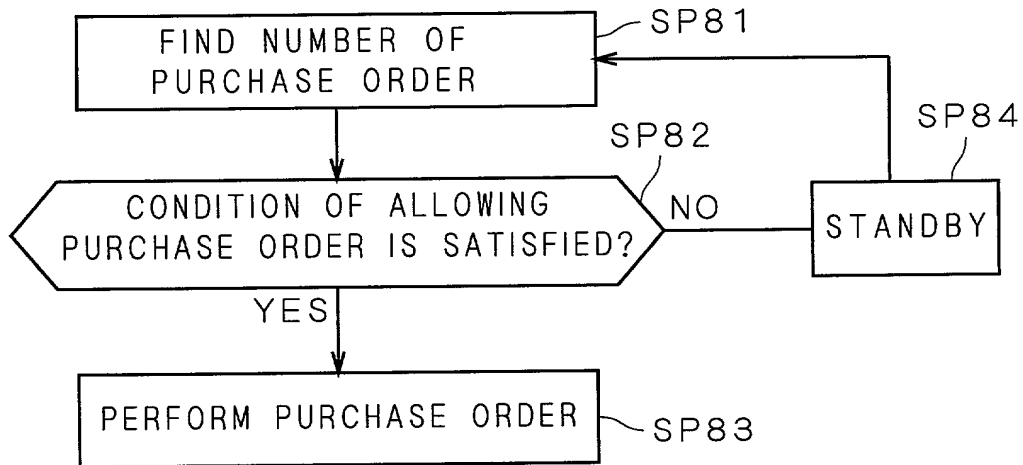 FIND NUMBER OF
PURCHASE ORDER
SP81
CONDITION OF ALLOWING
PURCHASE ORDER IS SATISFIED?
SP82
NO
STANDBY
SP84
YES
PERFORM PURCHASE ORDER
SP83